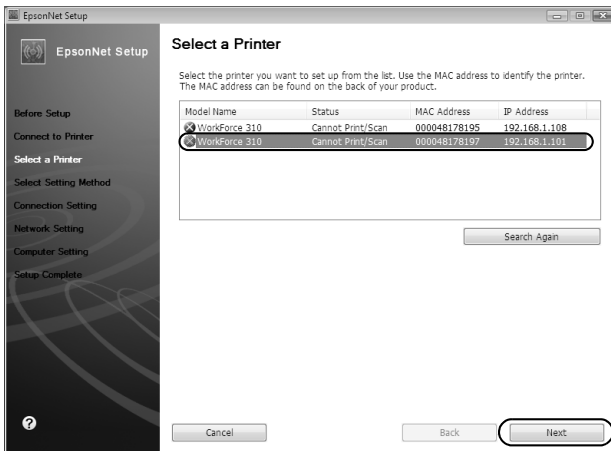 EpsonNet Setup
EpsonNet Setup
Before Setup
Connect to Printer
Select a Printer
Select Setting Method
Connection Setting
Network Setting
Computer Setting
Setup Complete
Select a Printer
Select the printer you want to set up from the list. Use the MAC address to identify the printer.
The MAC address can be found on the back of your product.
Model Name Status MAC Address IP Address
WorkForce 310 Cannot Print/Scan 000048178195 192.168.1.108
WorkForce 310 Cannot Print/Scan 000048178197 192.168.1.101
Search Again
?
Cancel Back Next